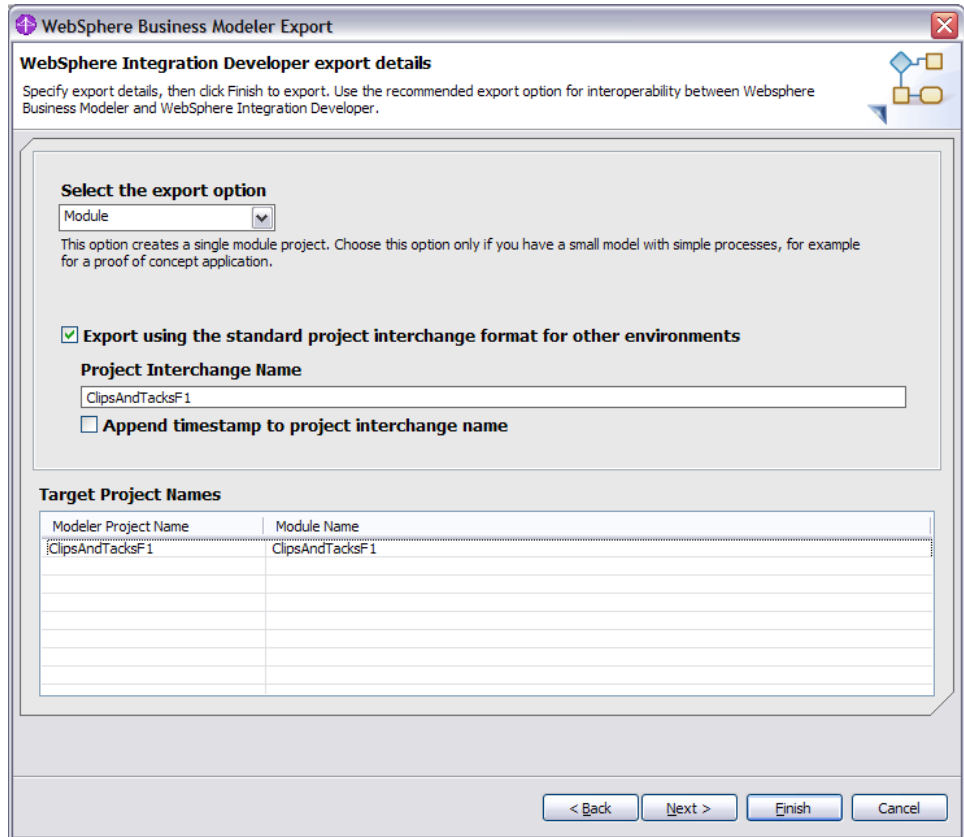 WebSphere Business Modeler Export
WebSphere Integration Developer export details
Specify export details, then click Finish to export. Use the recommended export option for interoperability between Websphere
Business Modeler and WebSphere Integration Developer.
Select the export option
Module
This option creates a single module project. Choose this option only if you have a small model with simple processes, for example
for a proof of concept application.
Export using the standard project interchange format for other environments
Project Interchange Name
ClipsAndTacksF1
Append timestamp to project interchange name
Target Project Names
Modeler Project Name Module Name
ClipsAndTacksF1 ClipsAndTacksF1
< Back Next > Finish Cancel